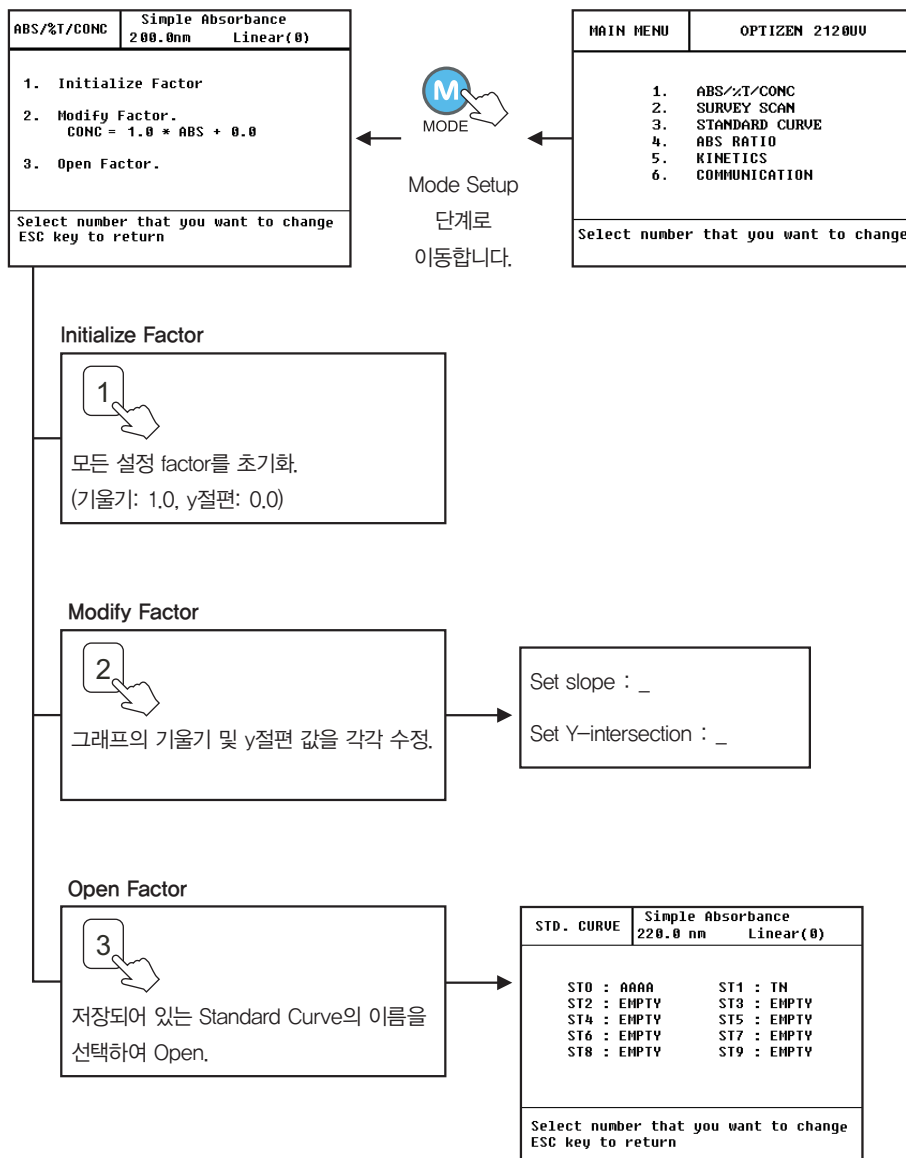 ABS/%T/CONC
Simple Absorbance
200.0nm Linear(0)
1. Initialize Factor
2. Modify Factor.
CONC = 1.0 * ABS + 0.0
3. Open Factor.
Select number that you want to change
ESC key to return
M
MODE
Mode Setup
단계로
이동합니다.
MAIN MENU
OPTIZEN 2120UV
1. ABS/%T/CONC
2. SURVEY SCAN
3. STANDARD CURVE
4. ABS RATIO
5. KINETICS
6. COMMUNICATION
Select number that you want to change
Initialize Factor
1
모든 설정 factor를 초기화.
(기울기: 1.0, y절편: 0.0)
Modify Factor
2
그래프의 기울기 및 y절편 값을 각각 수정.
Set slope : _
Set Y-intersection : _
Open Factor
3
저장되어 있는 Standard Curve의 이름을
선택하여 Open.
STD. CURVE
Simple Absorbance
220.0 nm Linear(0)
ST0 : AAAA ST1 : TN
ST2 : EMPTY ST3 : EMPTY
ST4 : EMPTY ST5 : EMPTY
ST6 : EMPTY ST7 : EMPTY
ST8 : EMPTY ST9 : EMPTY
Select number that you want to change
ESC key to return